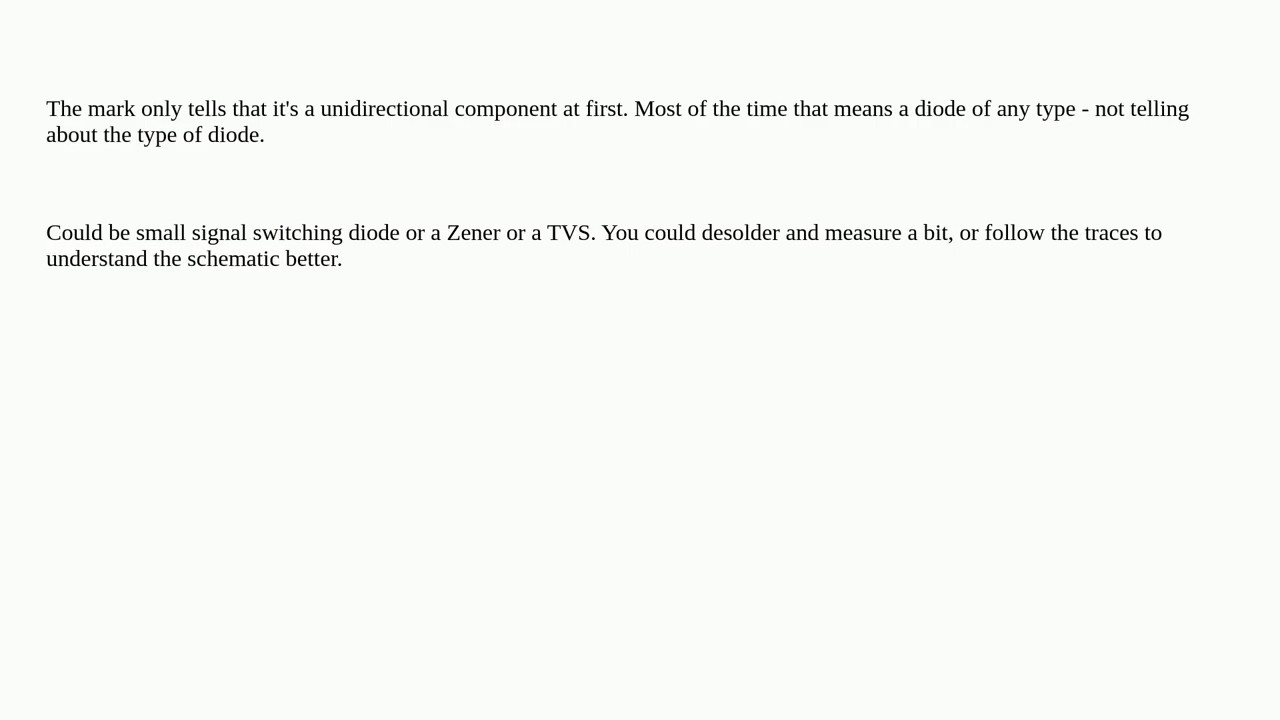 The mark only tells that it's a unidirectional component at first. Most of the time that means a diode of any type - not telling
about the type of diode.
Could be small signal switching diode or a Zener or a TVS. You could desolder and measure a bit, or follow the traces to
understand the schematic better.